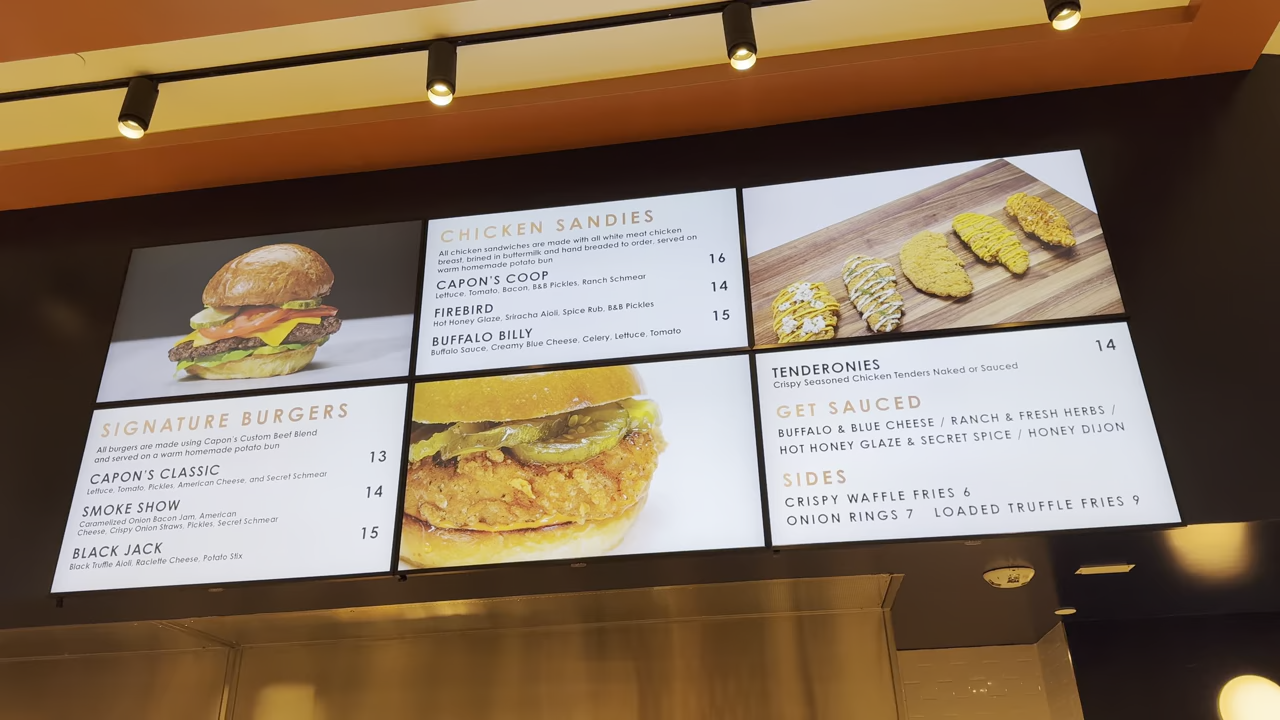 CHICKEN SANDIES
All chicken sandwiches are made with all white meat chicken
breast, brined in buttermilk and hand breaded to order, served on
warm homemade potato bun
CAPON'S COOP 16
Lettuce, Tomato, Bacon, B&B Pickles, Ranch Schmear
FIREBIRD 14
Hot Honey Glaze, Sriracha Aioli, Spice Rub, B&B Pickles
BUFFALO BILLY 15
Buffalo Sauce, Creamy Blue Cheese, Celery, Lettuce, Tomato
SIGNATURE BURGERS
All burgers are made using Capon's Custom Beef Blend
and served on a warm homemade potato bun
CAPON'S CLASSIC 13
Lettuce, Tomato, Pickles, American Cheese, and Secret Schmear
SMOKE SHOW 14
Caramelized Onion Bacon Jam, American
Cheese, Crispy Onion Straws, Pickles, Secret Schmear
BLACK JACK 15
Black Truffle Aioli, Raclette Cheese, Potato Stix
TENDERONIES 14
Crispy Seasoned Chicken Tenders Naked or Sauced
GET SAUCED
BUFFALO & BLUE CHEESE / RANCH & FRESH HERBS /
HOT HONEY GLAZE & SECRET SPICE / HONEY DIJON
SIDES
CRISPY WAFFLE FRIES 6
ONION RINGS 7 LOADED TRUFFLE FRIES 9